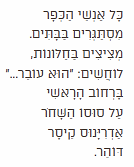 כָּל אַנְשֵׁי הַכְּפָר
מִסְתַּגְּרִים בַּבָּתִּים.
מְצִיצִים בַּחַלּוֹנוֹת,
לוֹחֲשִׁים: "הוּא עוֹבֵר..."
בָּרְחוֹב הָרָאשִׁי
עַל סוּסוֹ הַשָּׁחֹר
אַדְרִיָּנוּס קֵיסָר
דּוֹהֵר.